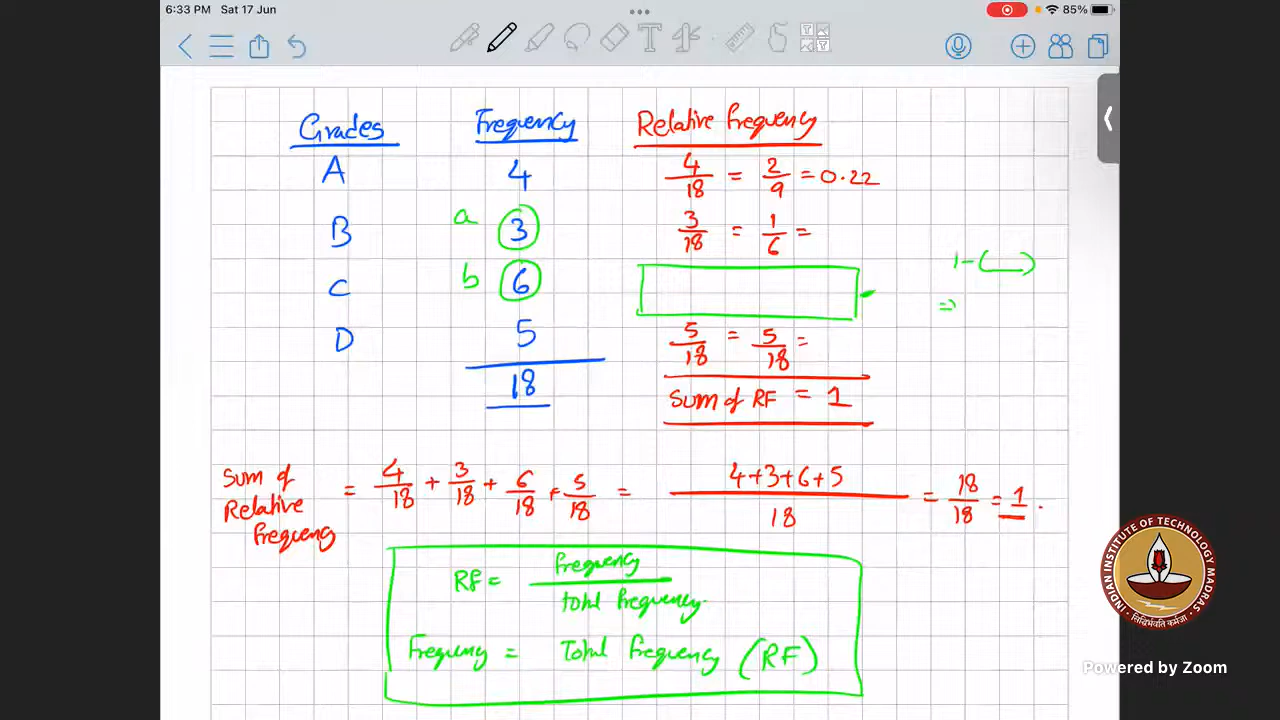 6:33 PM Sat 17 Jun 85%
Grades Frequency Relative Frequency
A 4 4/18 = 2/9 = 0.22
B a 3 3/18 = 1/6 =
1-(__)
C b 6
=>
D 5 5/18 = 5/18 =
18 Sum of RF = 1
Sum of Relative Frequency = 4/18 + 3/18 + 6/18 + 5/18 = 4+3+6+5/18 = 18/18 = 1.
RF = frequency/total frequency.
Frequency = Total frequency (RF)
INDIAN INSTITUTE OF TECHNOLOGY MADRAS
सिद्धिर्भवति कर्मजा
Powered by Zoom